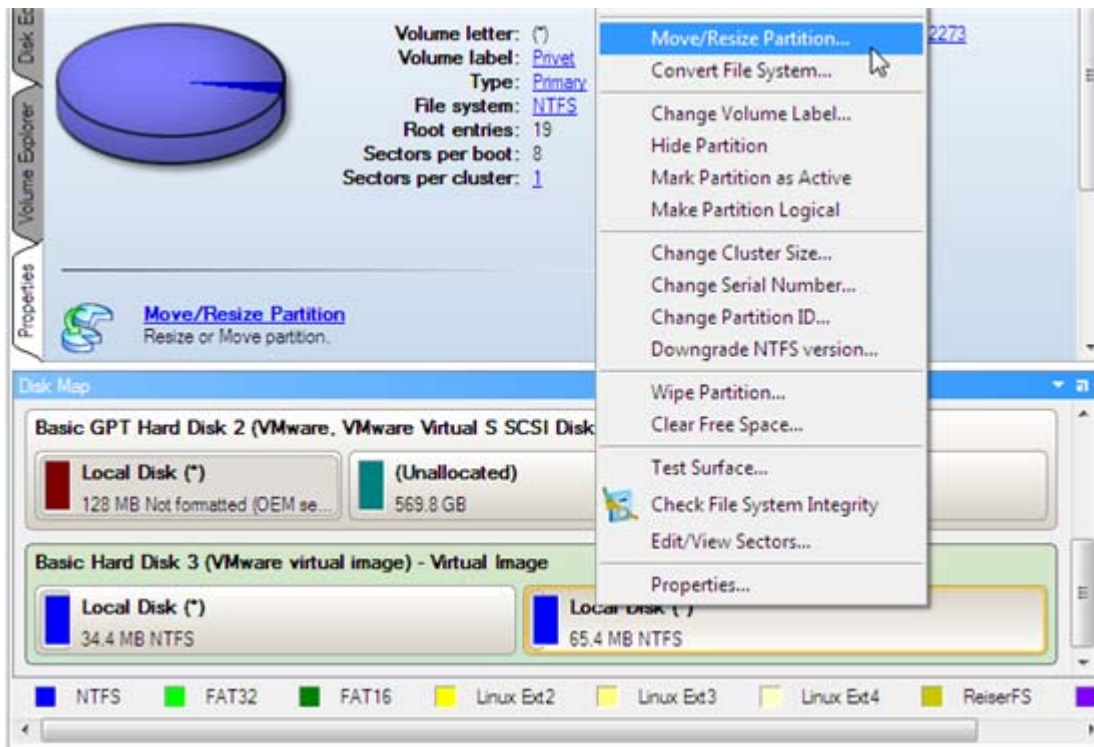 Disk Ed
Volume Explorer
Properties
Volume letter: (*)
Volume label: Privet
Type: Primary
File system: NTFS
Root entries: 19
Sectors per boot: 8
Sectors per cluster: 1
2273
Move/Resize Partition
Resize or Move partition.
Move/Resize Partition...
Convert File System...
Change Volume Label...
Hide Partition
Mark Partition as Active
Make Partition Logical
Change Cluster Size...
Change Serial Number...
Change Partition ID...
Downgrade NTFS version...
Wipe Partition...
Clear Free Space...
Test Surface...
Check File System Integrity
Edit/View Sectors...
Properties...
Disk Map
Basic GPT Hard Disk 2 (VMware, VMware Virtual S SCSI Disk
Local Disk (*)
128 MB Not formatted (OEM se...
(Unallocated)
569.8 GB
Basic Hard Disk 3 (VMware virtual image) - Virtual Image
Local Disk (*)
34.4 MB NTFS
Local Disk (*)
65.4 MB NTFS
NTFS FAT32 FAT16 Linux Ext2 Linux Ext3 Linux Ext4 ReiserFS